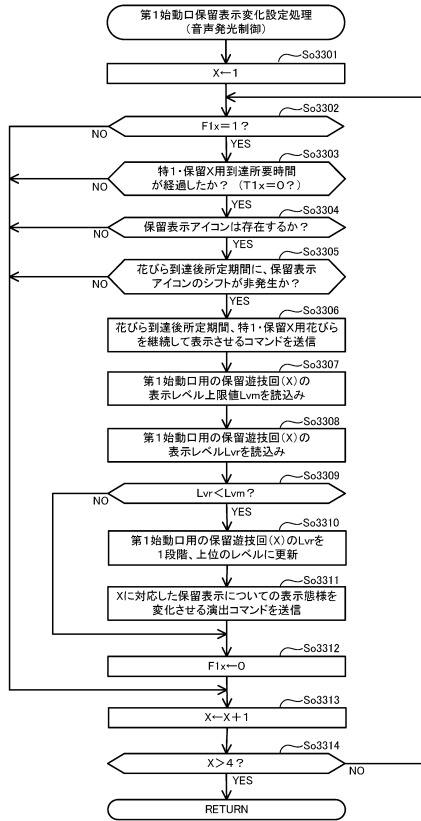 第1始動口保留表示変化設定処理
（音声発光制御）
So3301
X←1
So3302
F1x＝1？
NO
YES
So3303
特1・保留X用到達所要時間
が経過したか？（T1x＝0？）
NO
YES
So3304
保留表示アイコンは存在するか？
NO
YES
So3305
花びら到達後所定期間に、保留表示
アイコンのシフトが非発生か？
NO
YES
So3306
花びら到達後所定期間、特1・保留X用花びら
を継続して表示させるコマンドを送信
So3307
第1始動口用の保留遊技回（X）の
表示レベル上限値Lvmを読込み
So3308
第1始動口用の保留遊技回（X）の
表示レベルLvrを読込み
So3309
Lvr＜Lvm？
NO
YES
So3310
第1始動口用の保留遊技回（X）のLvrを
1段階、上位のレベルに更新
So3311
Xに対応した保留表示についての表示態様を
変化させる演出コマンドを送信
So3312
F1x←0
So3313
X←X＋1
So3314
X＞4？
NO
YES
RETURN